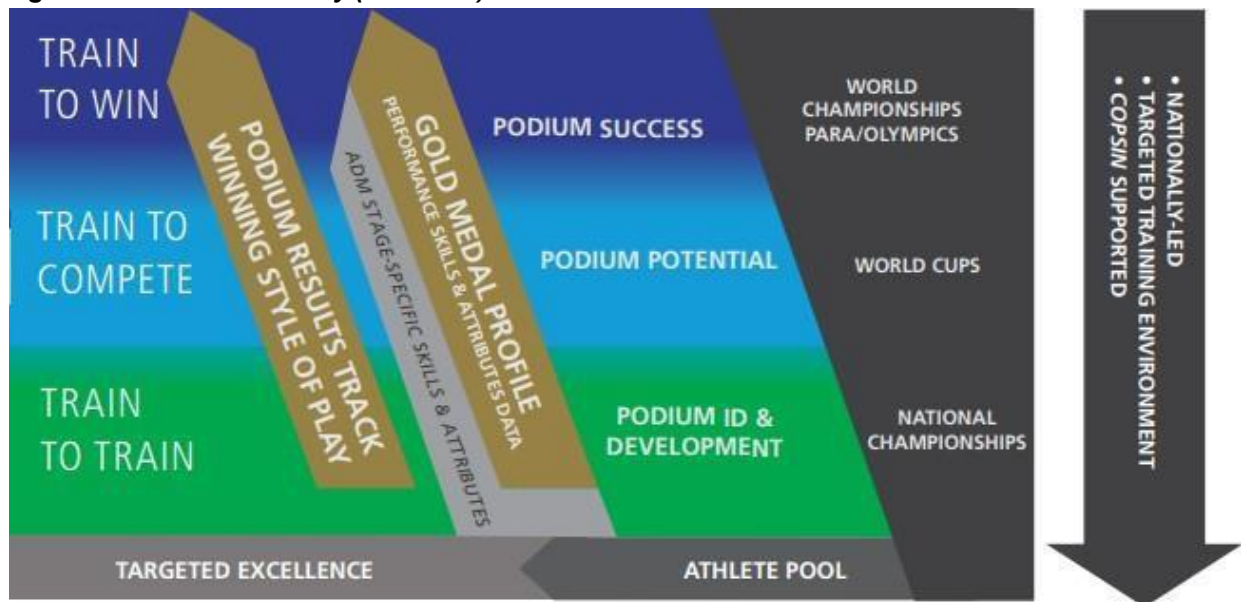 TRAIN
TO WIN
TRAIN TO
COMPETE
TRAIN
TO TRAIN
PODIUM RESULTS TRACK
WINNING STYLE OF PLAY
ADM STAGE-SPECIFIC SKILLS & ATTRIBUTES
GOLD MEDAL PROFILE
PERFORMANCE SKILLS & ATTRIBUTES DATA
PODIUM SUCCESS
PODIUM POTENTIAL
PODIUM ID &
DEVELOPMENT
WORLD
CHAMPIONSHIPS
PARA/OLYMPICS
WORLD CUPS
NATIONAL
CHAMPIONSHIPS
• NATIONALLY-LED
• TARGETED TRAINING ENVIRONMENT
• COPSIN SUPPORTED
TARGETED EXCELLENCE
ATHLETE POOL